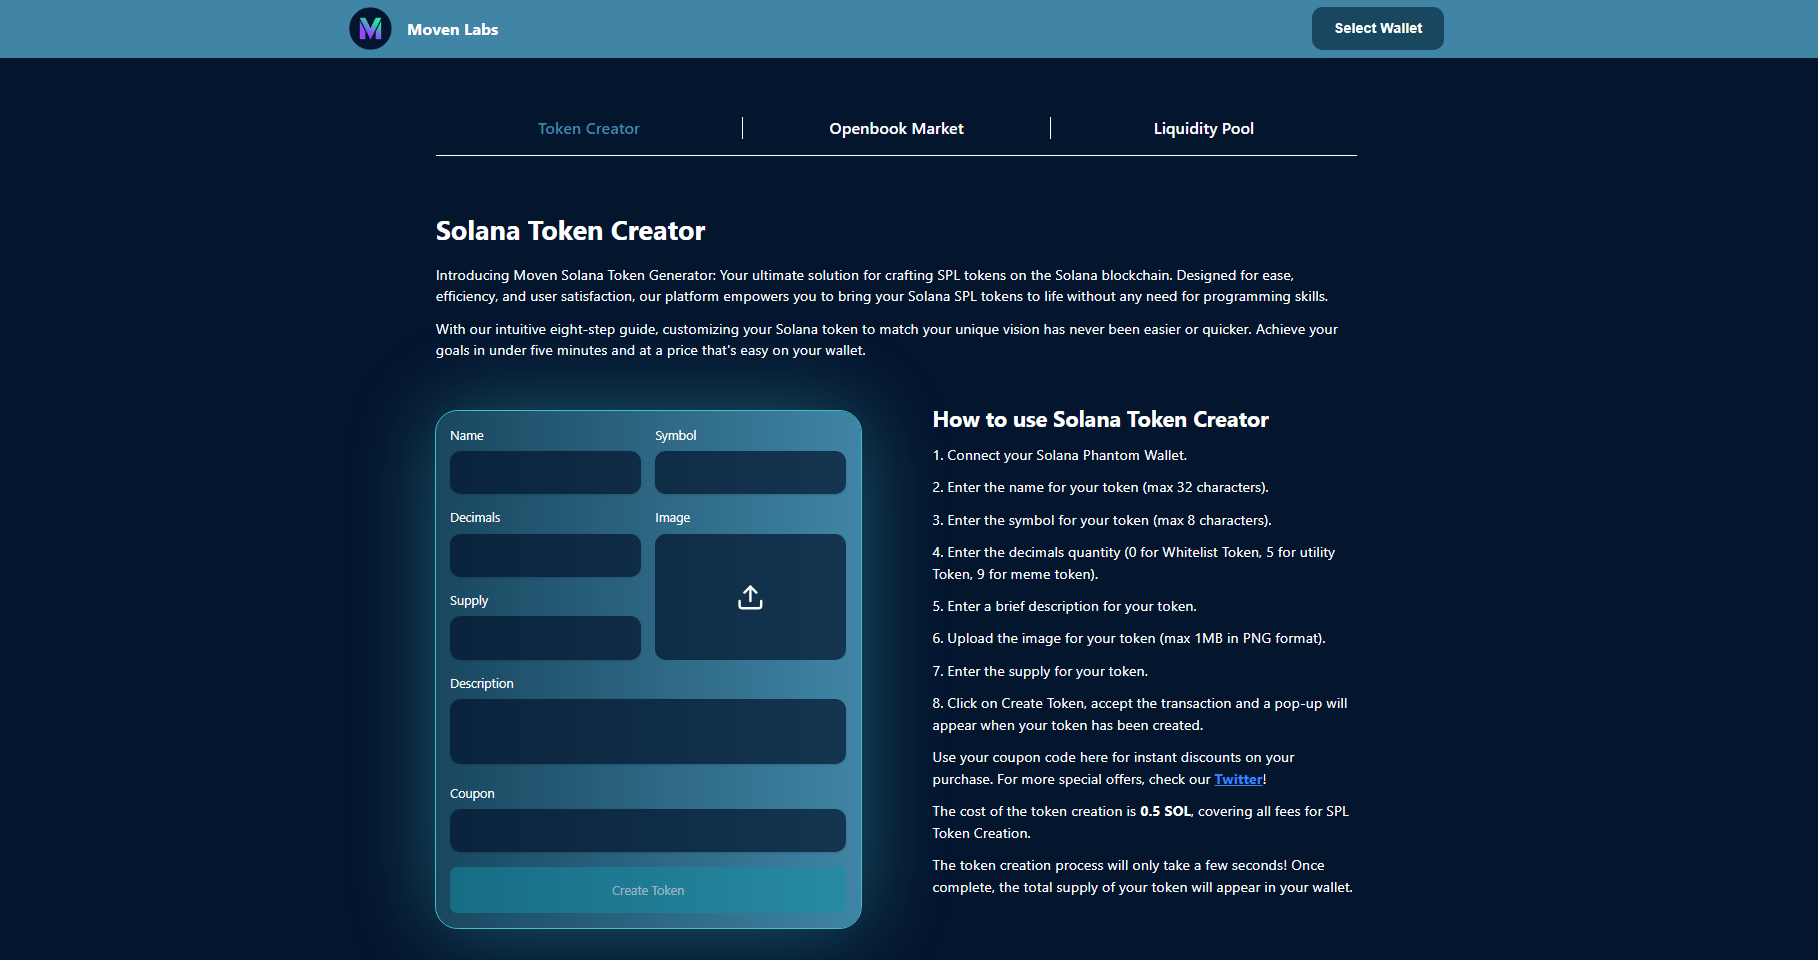 Moven Labs
Select Wallet
Token Creator
Openbook Market
Liquidity Pool
Solana Token Creator
Introducing Moven Solana Token Generator: Your ultimate solution for crafting SPL tokens on the Solana blockchain. Designed for ease,
efficiency, and user satisfaction, our platform empowers you to bring your Solana SPL tokens to life without any need for programming skills.
With our intuitive eight-step guide, customizing your Solana token to match your unique vision has never been easier or quicker. Achieve your
goals in under five minutes and at a price that's easy on your wallet.
Name
Symbol
Decimals
Image
Supply
Description
Coupon
Create Token
How to use Solana Token Creator
1. Connect your Solana Phantom Wallet.
2. Enter the name for your token (max 32 characters).
3. Enter the symbol for your token (max 8 characters).
4. Enter the decimals quantity (0 for Whitelist Token, 5 for utility
Token, 9 for meme token).
5. Enter a brief description for your token.
6. Upload the image for your token (max 1MB in PNG format).
7. Enter the supply for your token.
8. Click on Create Token, accept the transaction and a pop-up will
appear when your token has been created.
Use your coupon code here for instant discounts on your
purchase. For more special offers, check our Twitter!
The cost of the token creation is 0.5 SOL, covering all fees for SPL
Token Creation.
The token creation process will only take a few seconds! Once
complete, the total supply of your token will appear in your wallet.